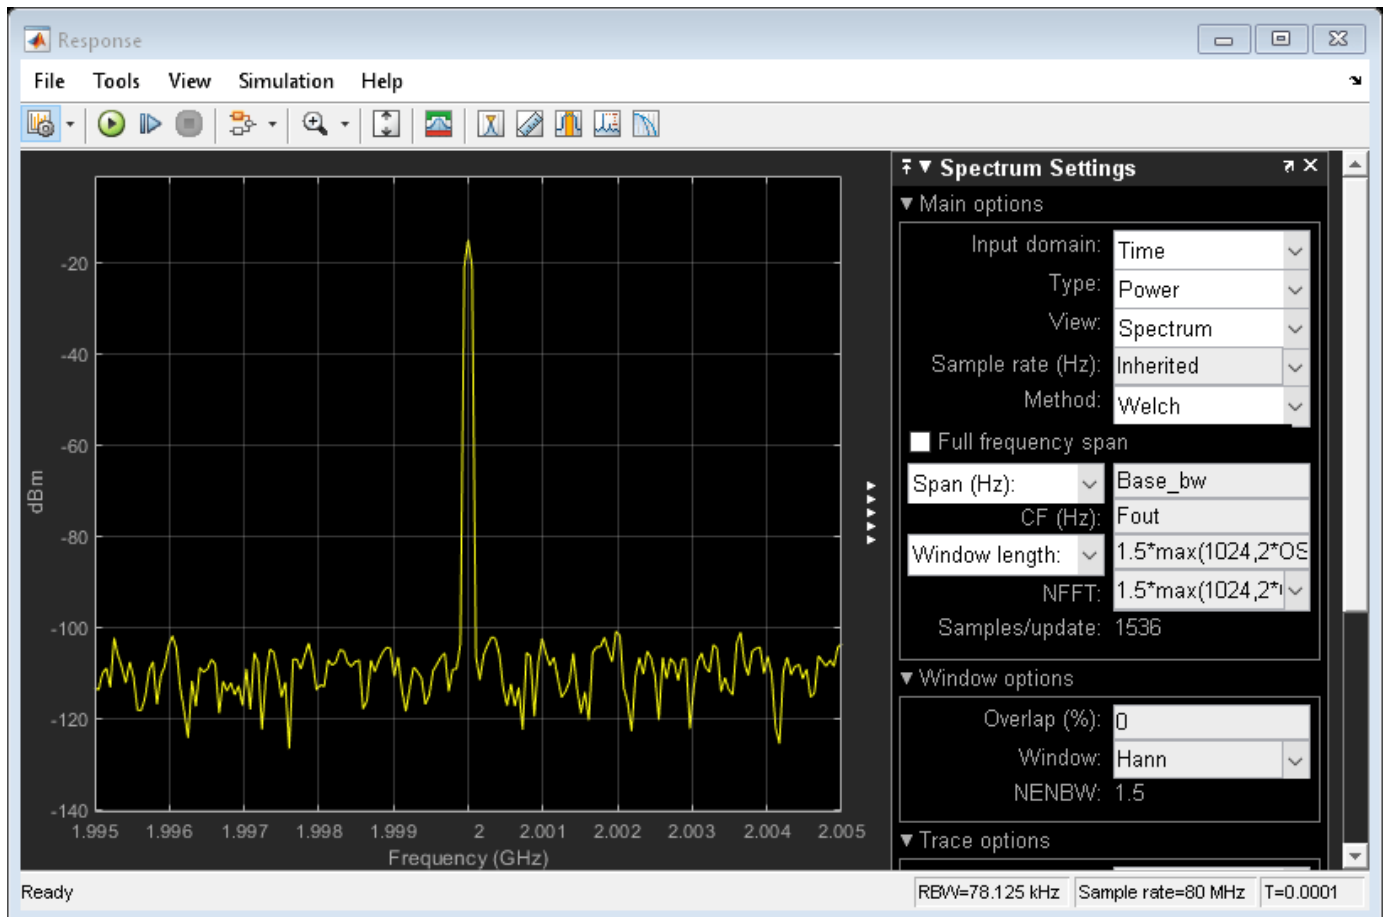 Response
File Tools View Simulation Help
Spectrum Settings
Main options
Input domain: Time
Type: Power
View: Spectrum
Sample rate (Hz): Inherited
Method: Welch
Full frequency span
Span (Hz): Base_bw
CF (Hz): Fout
Window length: 1.5*max(1024,2*OS
NFFT: 1.5*max(1024,2*
Samples/update: 1536
Window options
Overlap (%): 0
Window: Hann
NENBW: 1.5
Trace options
-20
-40
-60
-80
-100
-120
-140
dBm
1.995 1.996 1.997 1.998 1.999 2 2.001 2.002 2.003 2.004 2.005
Frequency (GHz)
Ready RBW=78.125 kHz Sample rate=80 MHz T=0.0001